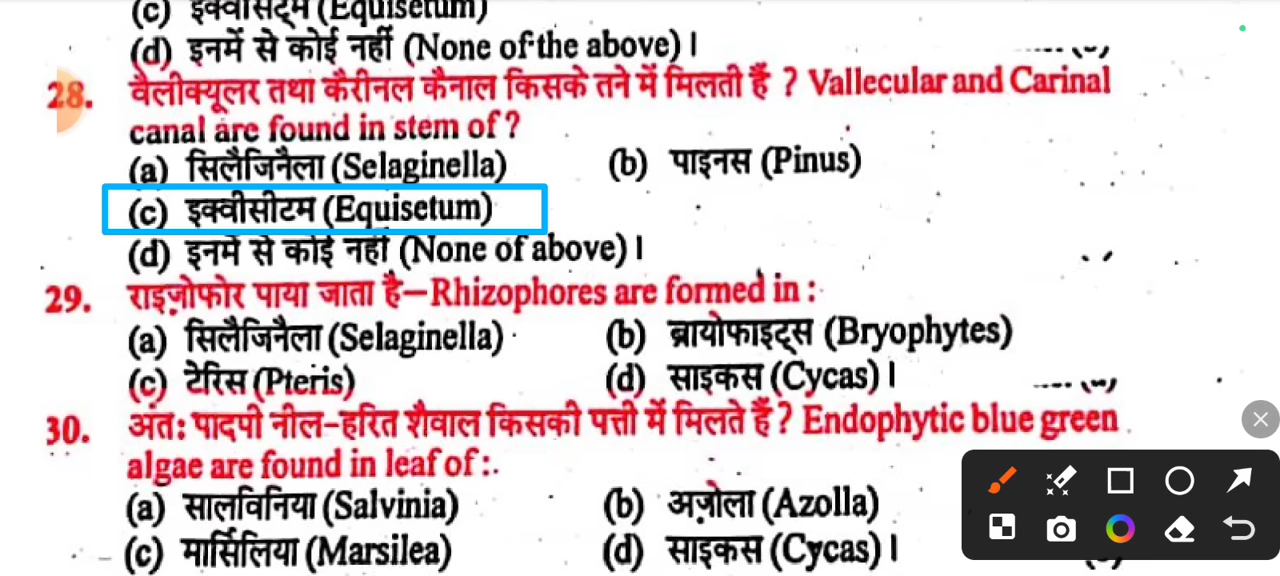 (c) इक्वीसिट्म (Equisetum)
(d) इनमें से कोई नहीं (None of the above) ।
28. वैलीक्यूलर तथा कैरीनल कैनाल किसके तने में मिलती हैं ? Vallecular and Carinal
canal are found in stem of ?
(a) सिलैजिनैला (Selaginella) (b) पाइनस (Pinus)
(c) इक्वीसीटम (Equisetum)
(d) इनमें से कोई नहीं (None of above) ।
29. राइज़ोफोर पाया जाता है–Rhizophores are formed in :
(a) सिलैजिनैला (Selaginella) (b) ब्रायोफाइट्स (Bryophytes)
(c) टेरिस (Pteris) (d) साइकस (Cycas) ।
30. अंतः पादपी नील-हरित शैवाल किसकी पत्ती में मिलते हैं ? Endophytic blue green
algae are found in leaf of :
(a) सालविनिया (Salvinia) (b) अज़ोला (Azolla)
(c) मार्सिलिया (Marsilea) (d) साइकस (Cycas) ।